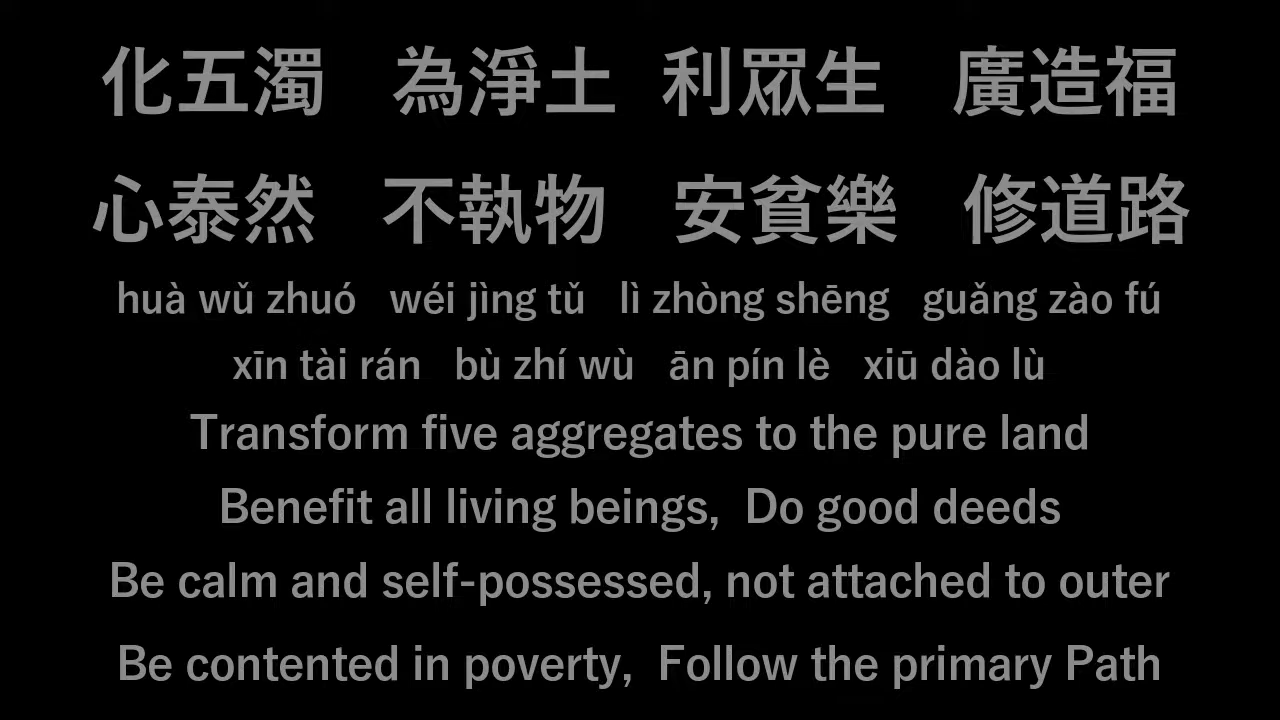 化五濁 為淨土 利眾生 廣造福
心泰然 不執物 安貧樂 修道路
huà wǔ zhuó wéi jìng tǔ lì zhòng shēng guǎng zào fú
xīn tài rán bù zhí wù ān pín lè xiū dào lù
Transform five aggregates to the pure land
Benefit all living beings, Do good deeds
Be calm and self-possessed, not attached to outer
Be contented in poverty, Follow the primary Path